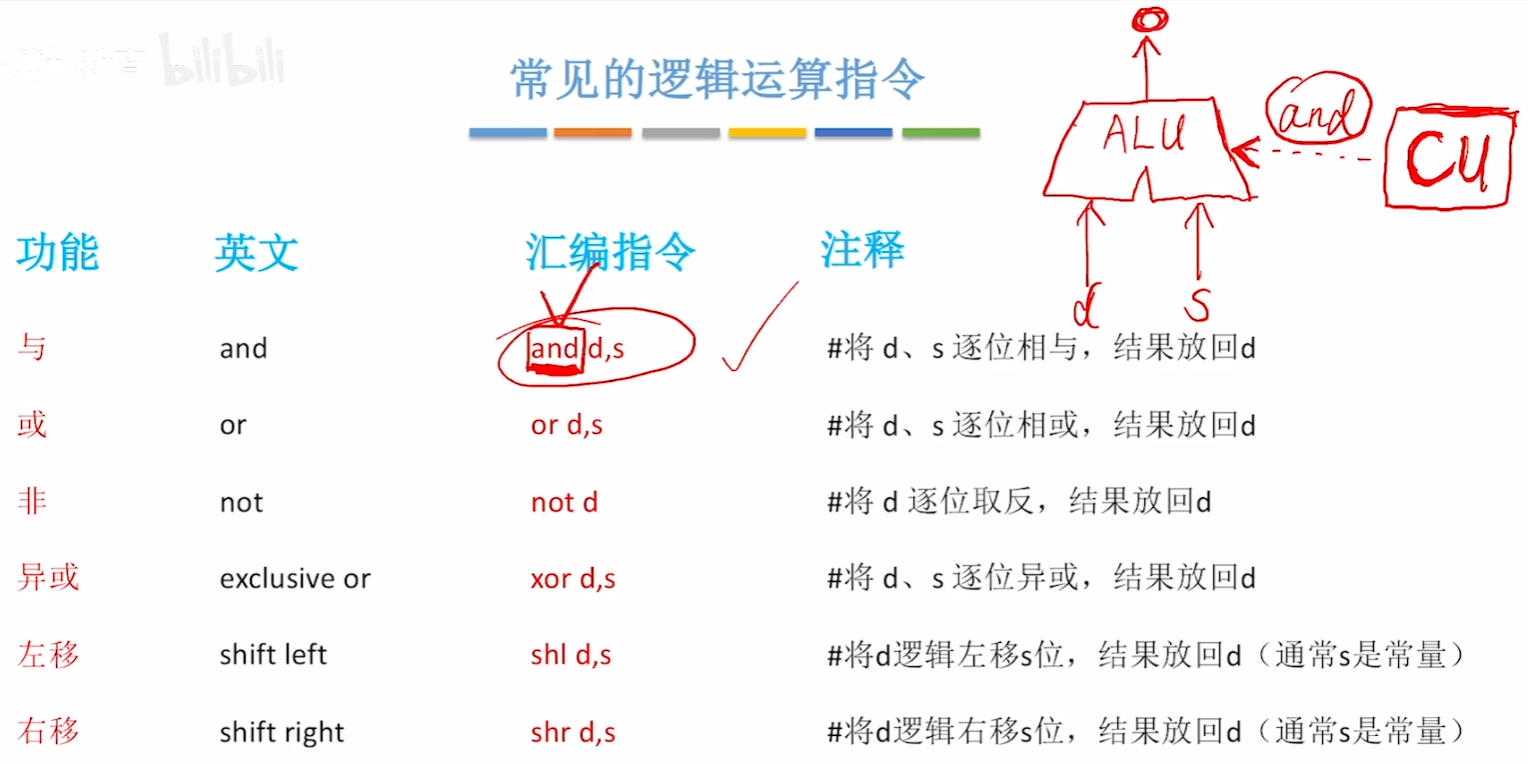 bilibili
常见的逻辑运算指令
ALU
and
CU
d
s
功能 英文 汇编指令 注释
与 and and d,s #将 d、s 逐位相与，结果放回d
或 or or d,s #将 d、s 逐位相或，结果放回d
非 not not d #将 d 逐位取反，结果放回d
异或 exclusive or xor d,s #将 d、s 逐位异或，结果放回d
左移 shift left shl d,s #将d逻辑左移s位，结果放回d（通常s是常量）
右移 shift right shr d,s #将d逻辑右移s位，结果放回d（通常s是常量）